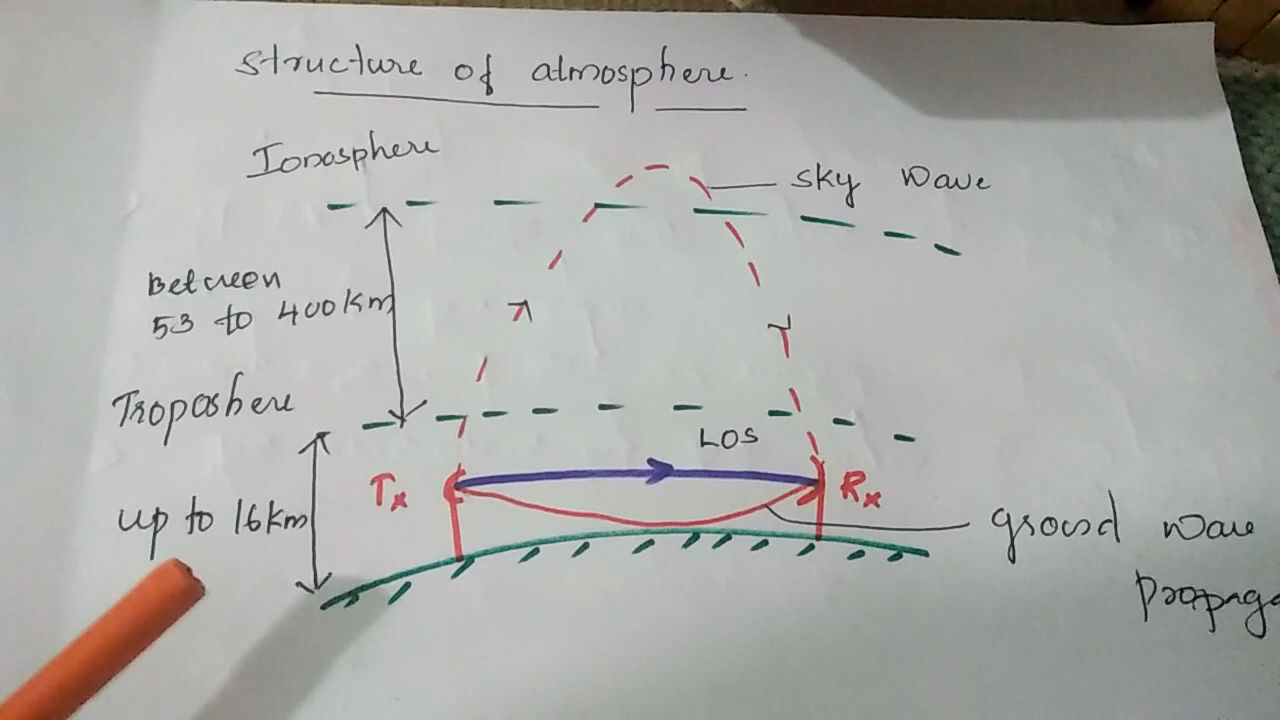 structure of atmosphere.
Ionosphere
sky wave
between
53 to 400km
Troposhere
LOS
Tx
Rx
up to 16km
ground wave
propaga